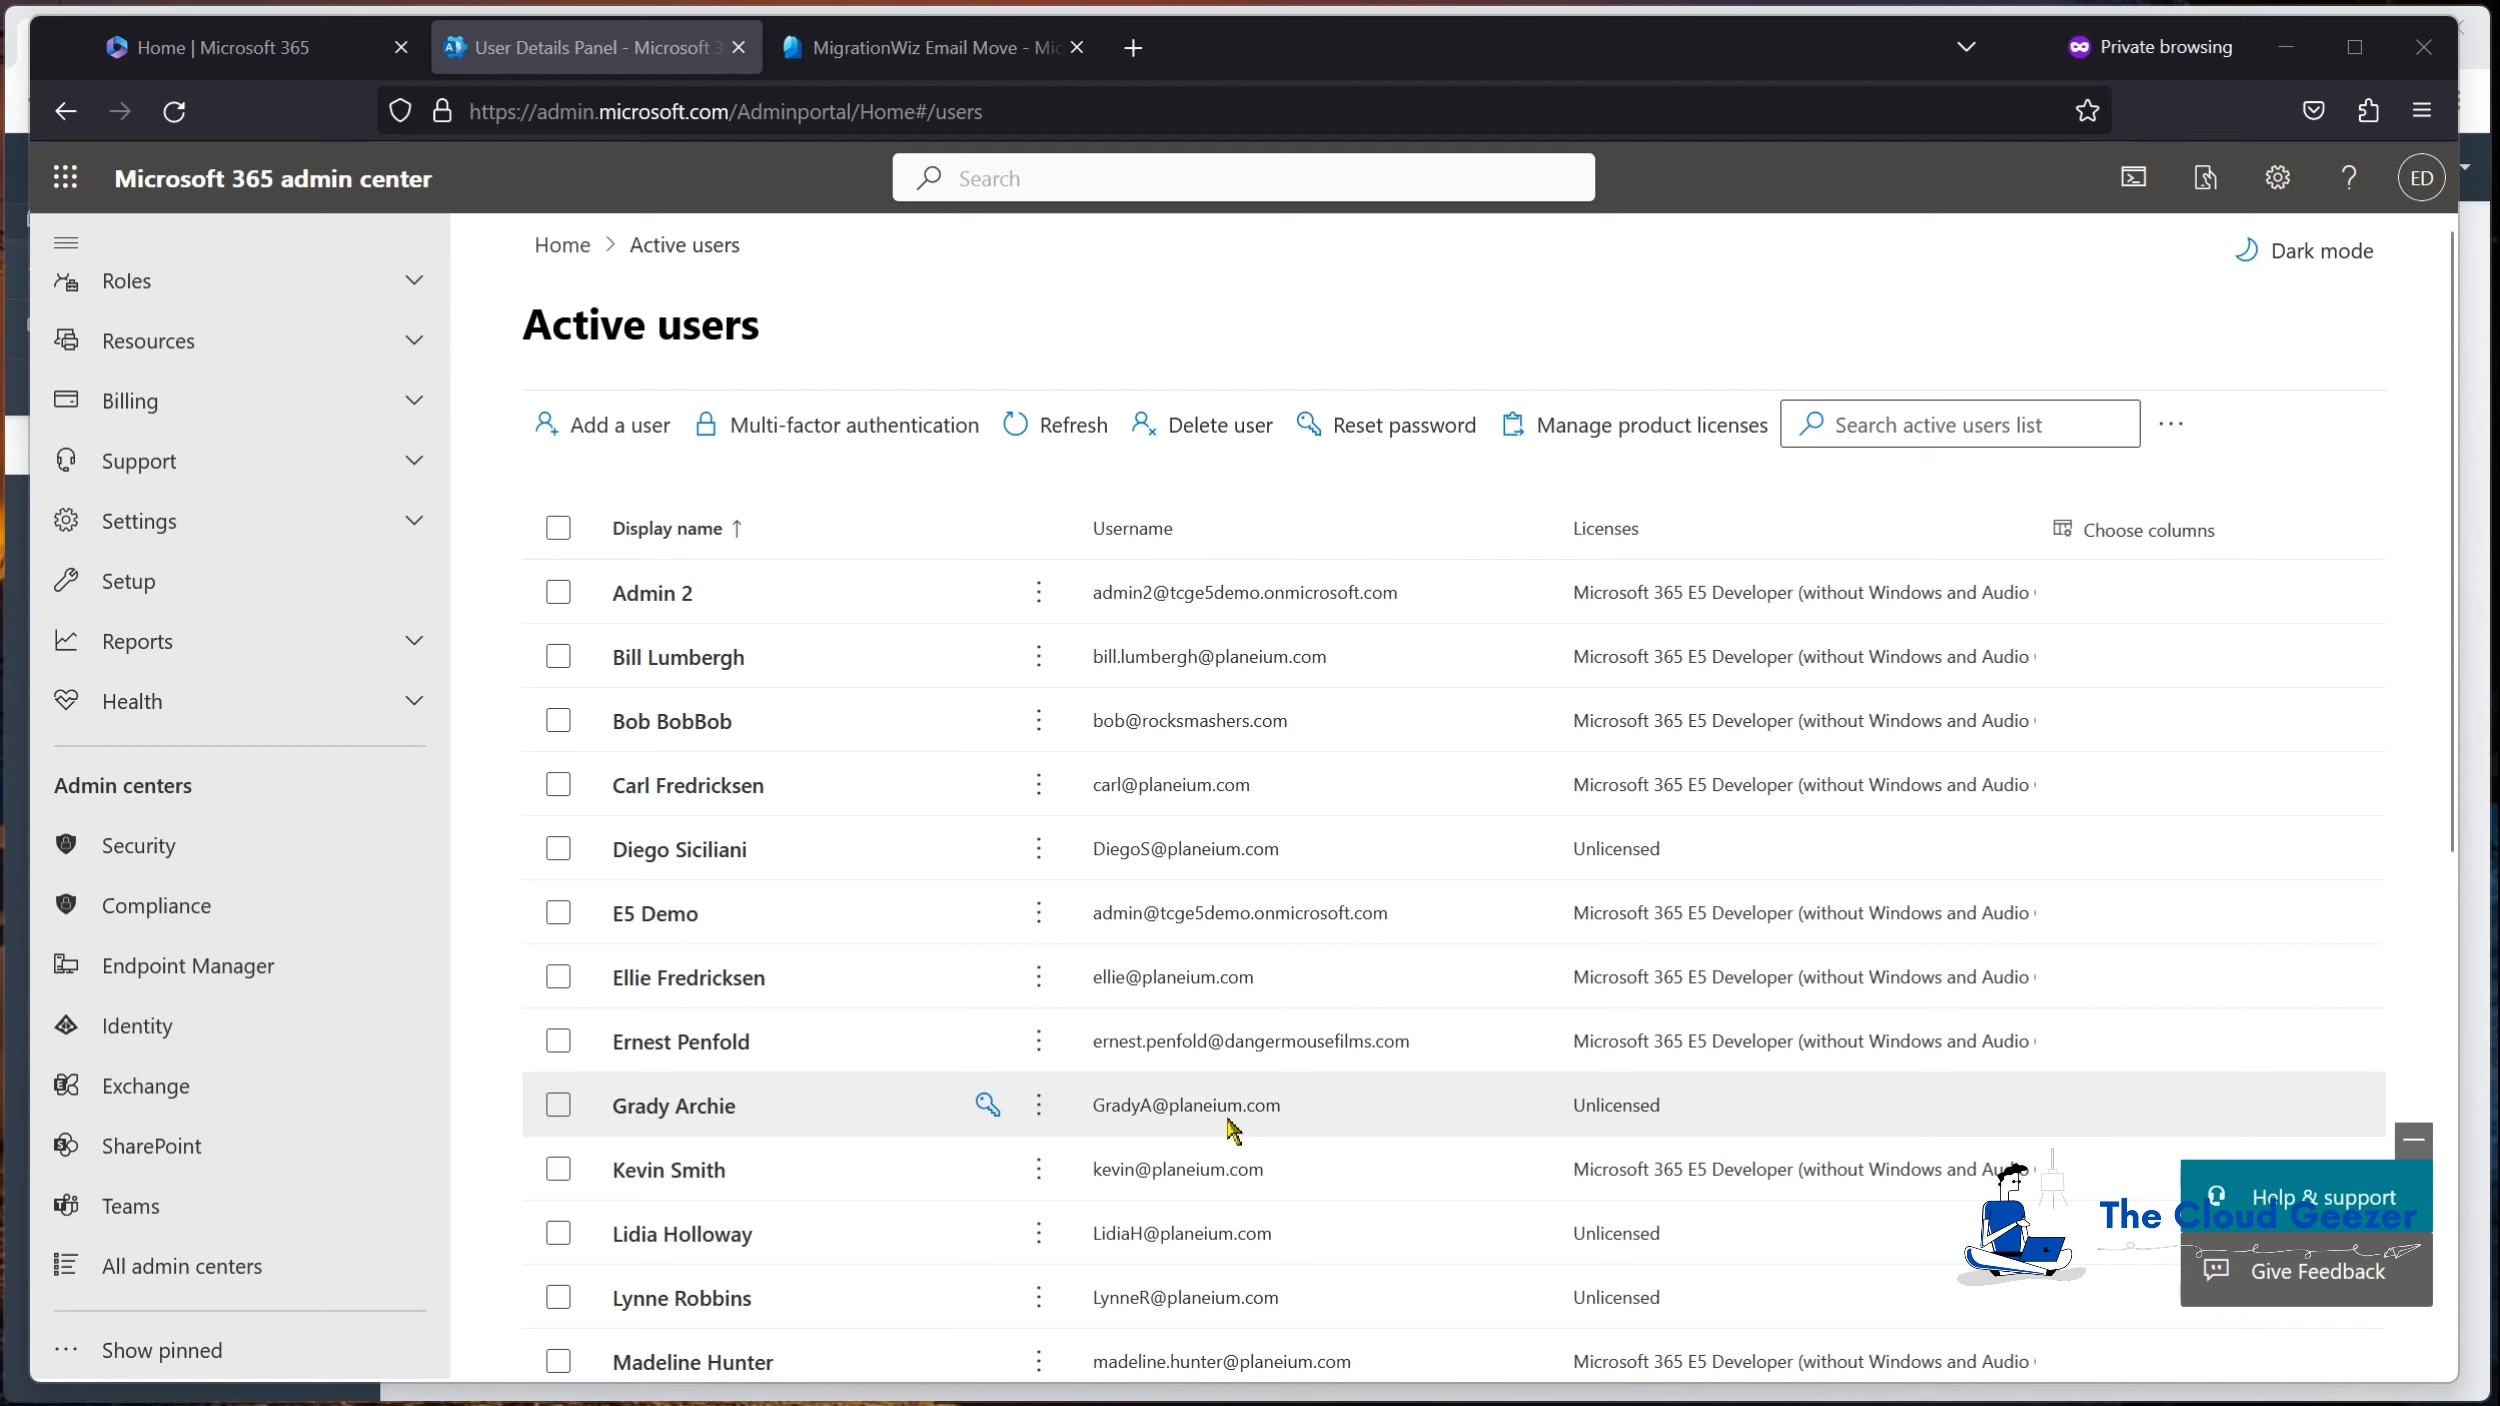 Home | Microsoft 365
User Details Panel - Microsoft 3
MigrationWiz Email Move - Mic
Private browsing
https://admin.microsoft.com/Adminportal/Home#/users
Microsoft 365 admin center
Search
ED
Roles
Resources
Billing
Support
Settings
Setup
Reports
Health
Admin centers
Security
Compliance
Endpoint Manager
Identity
Exchange
SharePoint
Teams
All admin centers
Show pinned
Home > Active users
Dark mode
Active users
Add a user Multi-factor authentication Refresh Delete user Reset password Manage product licenses Search active users list
Display name ↑ Username Licenses Choose columns
Admin 2 admin2@tcge5demo.onmicrosoft.com Microsoft 365 E5 Developer (without Windows and Audio
Bill Lumbergh bill.lumbergh@planeium.com Microsoft 365 E5 Developer (without Windows and Audio
Bob BobBob bob@rocksmashers.com Microsoft 365 E5 Developer (without Windows and Audio
Carl Fredricksen carl@planeium.com Microsoft 365 E5 Developer (without Windows and Audio
Diego Siciliani DiegoS@planeium.com Unlicensed
E5 Demo admin@tcge5demo.onmicrosoft.com Microsoft 365 E5 Developer (without Windows and Audio
Ellie Fredricksen ellie@planeium.com Microsoft 365 E5 Developer (without Windows and Audio
Ernest Penfold ernest.penfold@dangermousefilms.com Microsoft 365 E5 Developer (without Windows and Audio
Grady Archie GradyA@planeium.com Unlicensed
Kevin Smith kevin@planeium.com Microsoft 365 E5 Developer (without Windows and Audio
Lidia Holloway LidiaH@planeium.com Unlicensed
Lynne Robbins LynneR@planeium.com Unlicensed
Madeline Hunter madeline.hunter@planeium.com Microsoft 365 E5 Developer (without Windows and Audio
Help & support
The Cloud Geezer
Give Feedback